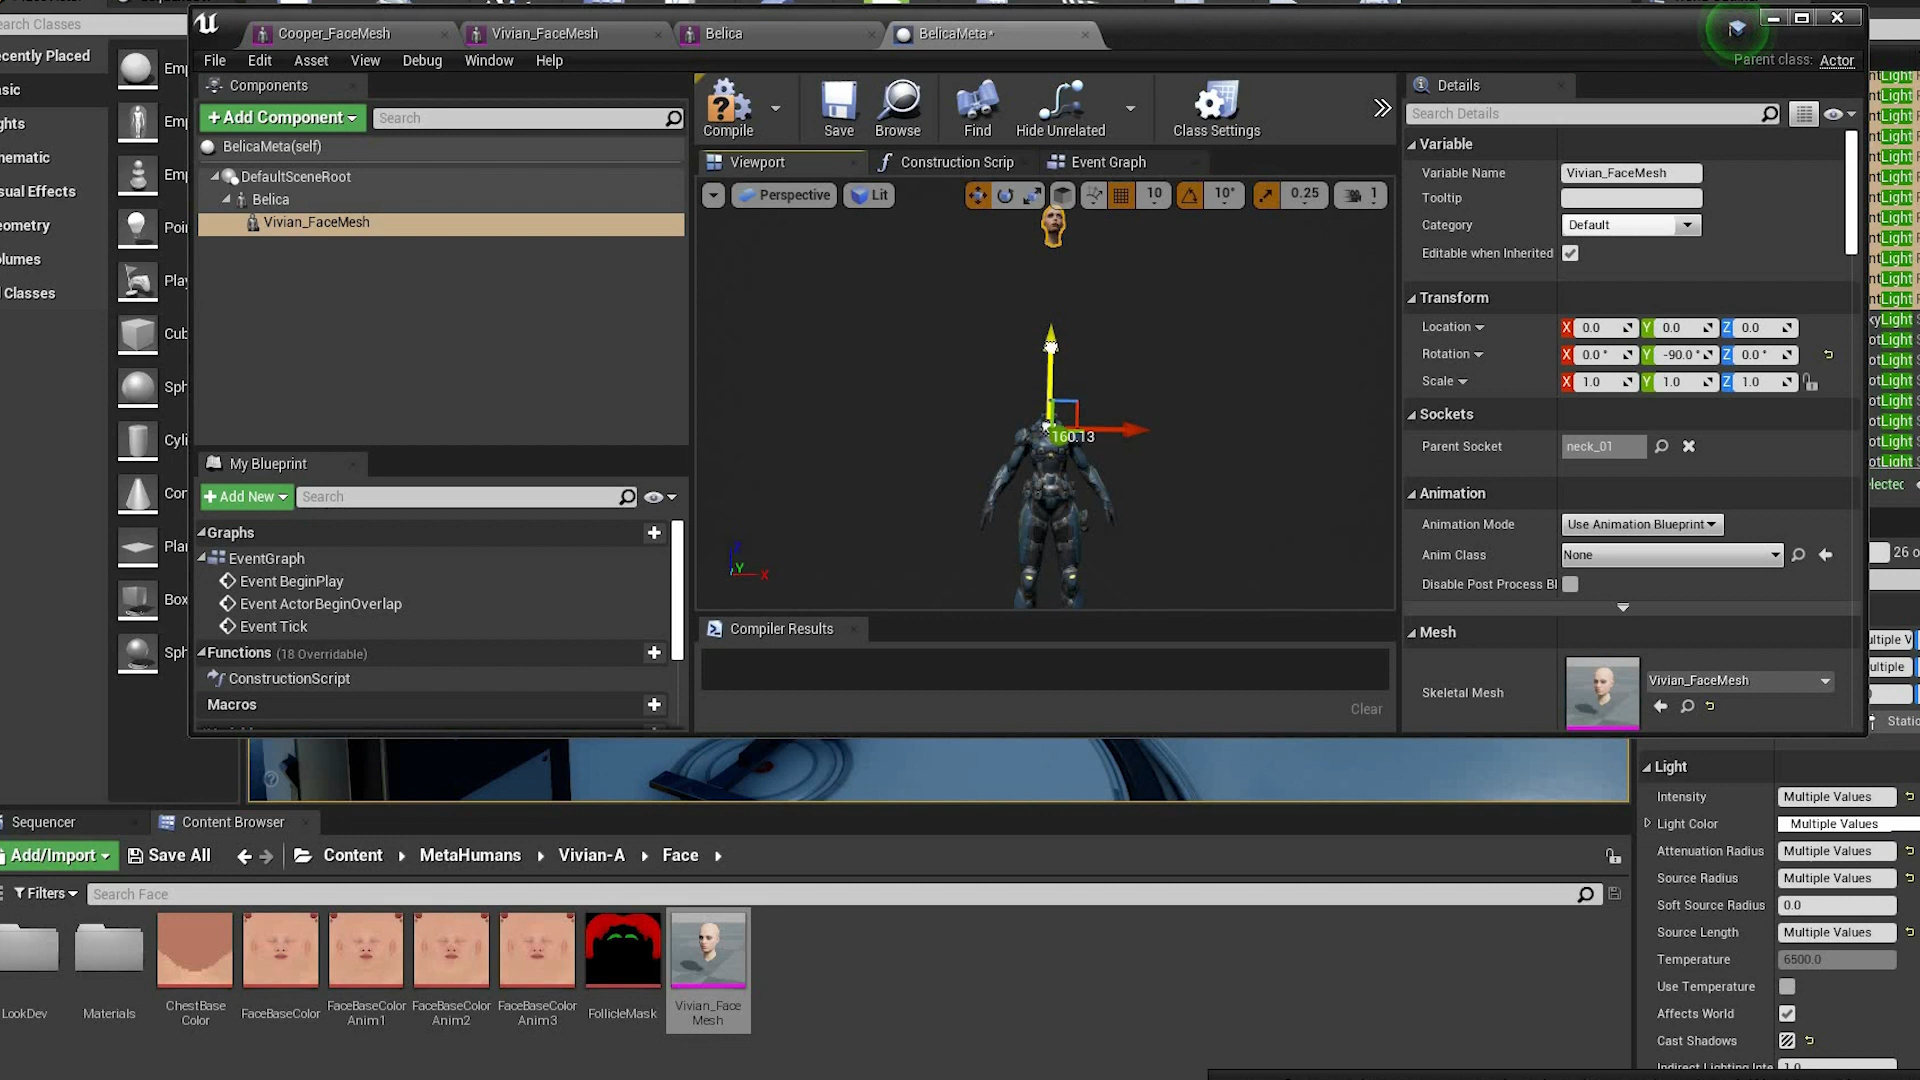 Search Classes
Recently Placed
Cooper_FaceMesh
Vivian_FaceMesh
Belica
BelicaMeta*
File
Edit
Asset
View
Debug
Window
Help
Parent class: Actor
Components
+Add Component
Search
BelicaMeta(self)
DefaultSceneRoot
Belica
Vivian_FaceMesh
My Blueprint
+Add New
Search
Graphs
EventGraph
Event BeginPlay
Event ActorBeginOverlap
Event Tick
Functions (18 Overridable)
ConstructionScript
Macros
Compile
Save
Browse
Find
Hide Unrelated
Class Settings
Viewport
Construction Scrip
Event Graph
Perspective
Lit
10
10°
0.25
1
160.13
Z
Y
X
Compiler Results
Clear
Details
Search Details
Variable
Variable Name
Vivian_FaceMesh
Tooltip
Category
Default
Editable when Inherited
Transform
Location
X 0.0 Y 0.0 Z 0.0
Rotation
X 0.0 ° Y -90.0 ° Z 0.0 °
Scale
X 1.0 Y 1.0 Z 1.0
Sockets
Parent Socket
neck_01
Animation
Animation Mode
Use Animation Blueprint
Anim Class
None
Disable Post Process Bl
Mesh
Skeletal Mesh
Vivian_FaceMesh
Light
Intensity
Multiple Values
Light Color
Multiple Values
Attenuation Radius
Multiple Values
Source Radius
Multiple Values
Soft Source Radius
0.0
Source Length
Multiple Values
Temperature
6500.0
Use Temperature
Affects World
Cast Shadows
Indirect Lighting Inte
1.0
Sequencer
Content Browser
Add/Import
Save All
Content
MetaHumans
Vivian-A
Face
Filters
Search Face
LookDev
Materials
ChestBase
Color
FaceBaseColor
FaceBaseColor
Anim1
FaceBaseColor
Anim2
FaceBaseColor
Anim3
FollicleMask
Vivian_Face
Mesh